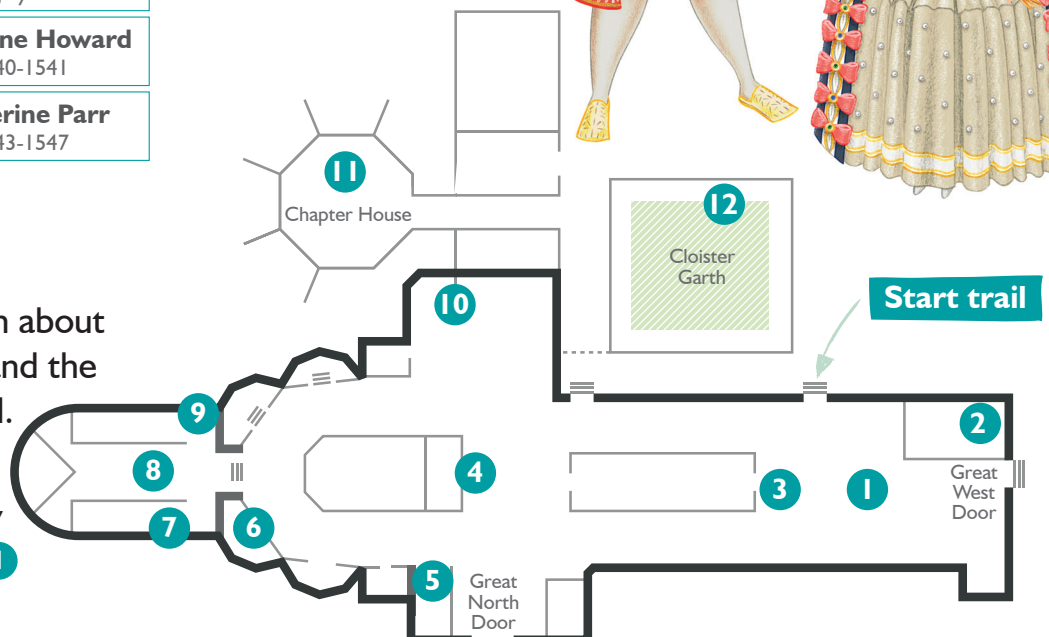 ne Howard
40-1541
erine Parr
43-1547
n about
nd the
11
Chapter House
12
Cloister
Garth
Start trail
10
9
8
7
6
5
4
3
1
2
Great
West
Door
Great
North
Door